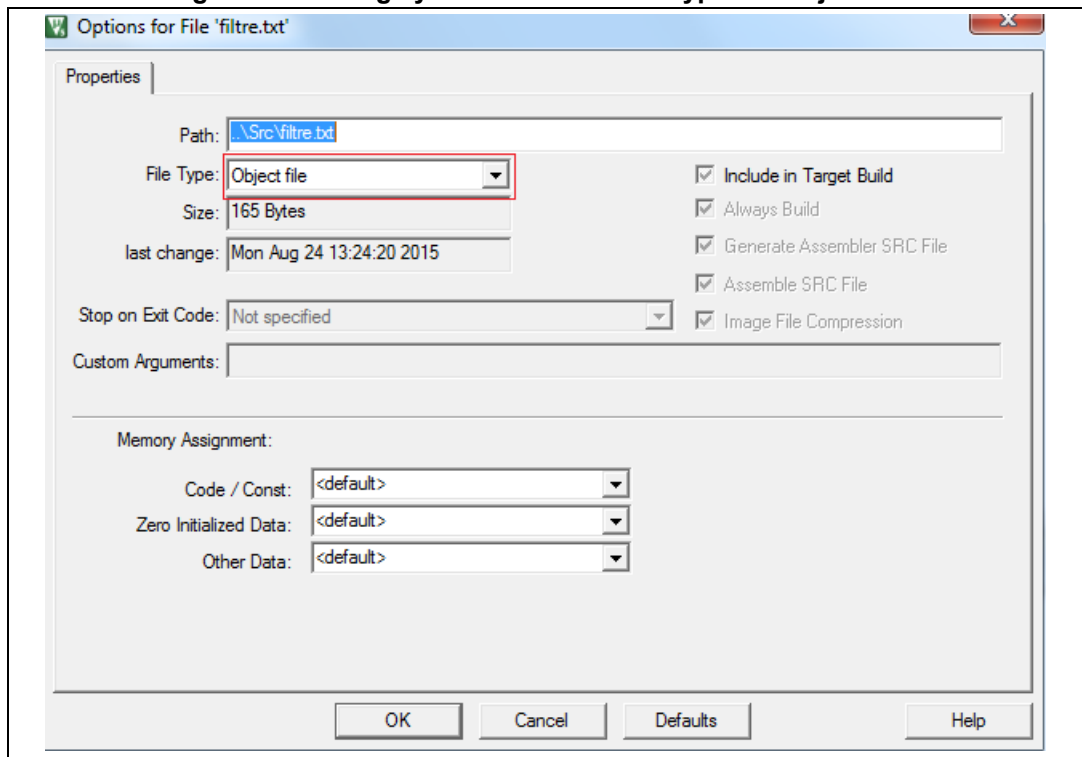 Options for File 'filtre.txt'
Properties
Path: ..\Src\filtre.txt
File Type: Object file
Include in Target Build
Size: 165 Bytes
Always Build
last change: Mon Aug 24 13:24:20 2015
Generate Assembler SRC File
Assemble SRC File
Stop on Exit Code: Not specified
Image File Compression
Custom Arguments:
Memory Assignment:
Code / Const: <default>
Zero Initialized Data: <default>
Other Data: <default>
OK Cancel Defaults Help